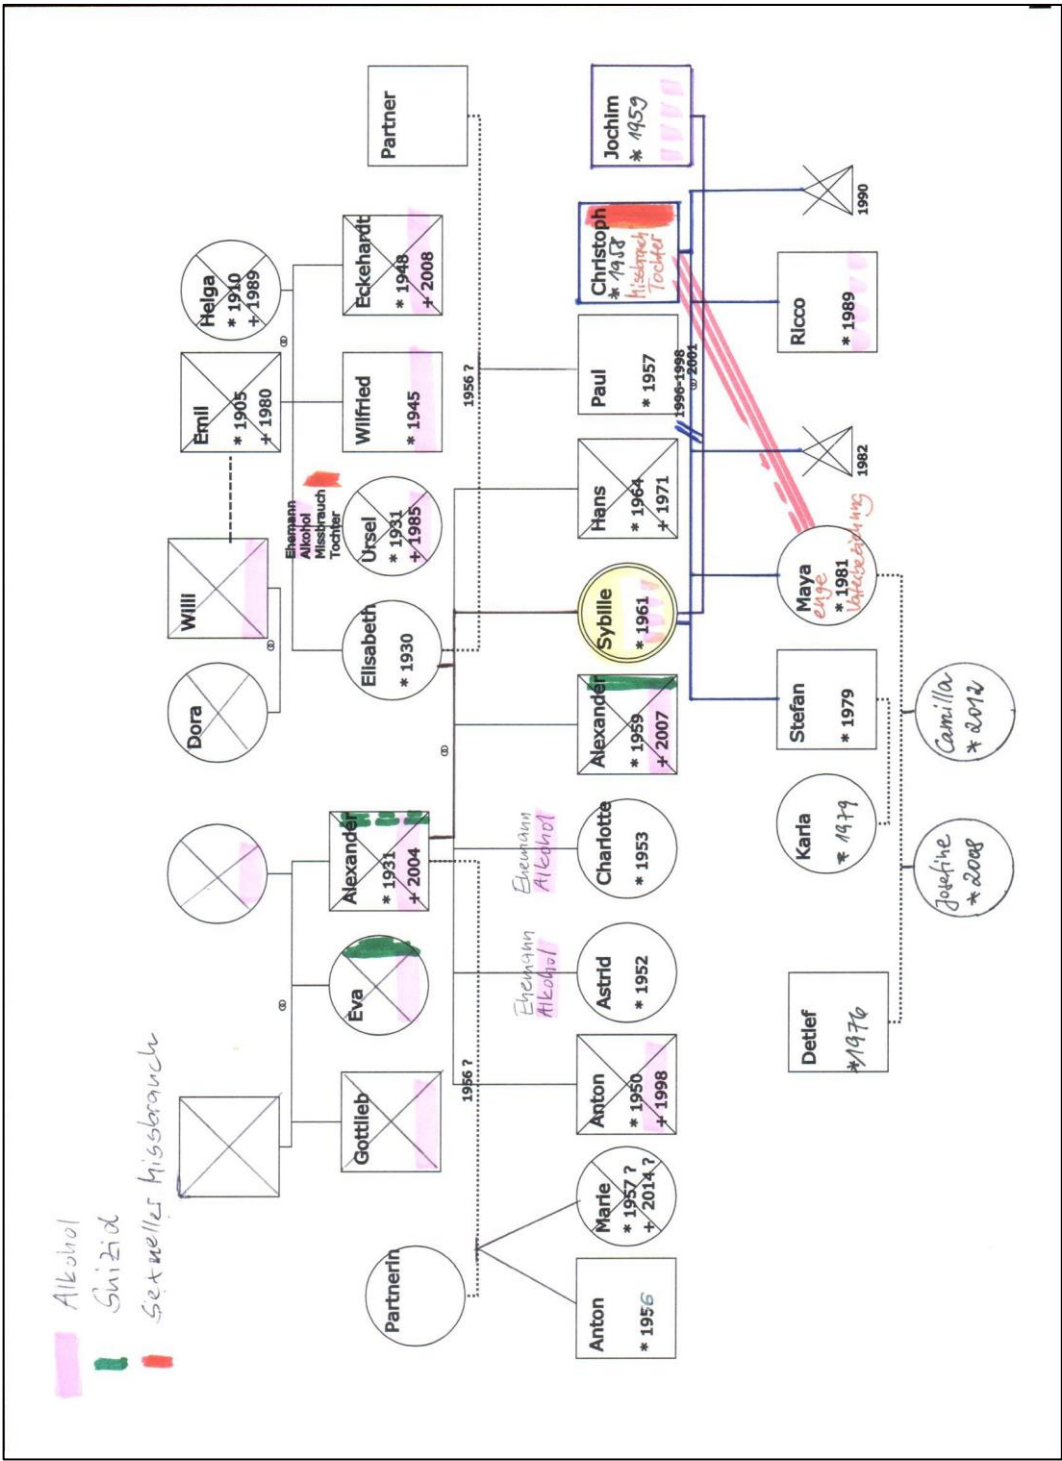 Alkohol
Suizid
Sexueller Missbrauch
Dora
Willi
Emil
* 1905
+ 1980
Helga
* 1910
+ 1989
Partnerin
Gottlieb
Eva
Alexander
* 1931
+ 2004
Elisabeth
* 1930
Ehemann
Alkohol
Missbrauch
Tochter
Ursel
* 1931
+ 1985
Wilfried
* 1945
Eckehardt
* 1948
+ 2008
Partner
1956 ?
1956 ?
Anton
* 1956
Marie
* 1957 ?
+ 2014 ?
Anton
* 1950
+ 1998
Ehemann
Alkohol
Astrid
* 1952
Ehemann
Alkohol
Charlotte
* 1953
Alexander
* 1959
+ 2007
Sybille
* 1961
Hans
* 1964
+ 1971
Paul
* 1957
Christoph
* 1958
Missbrauch
Tochter
Jochim
* 1959
1996-1998
⚭ 2001
Detlef
*1976
Karla
* 1979
Stefan
* 1979
Maya
enge
* 1981
Vaterbeziehung
1982
Ricco
* 1989
1990
Josefine
* 2008
Camilla
* 2012